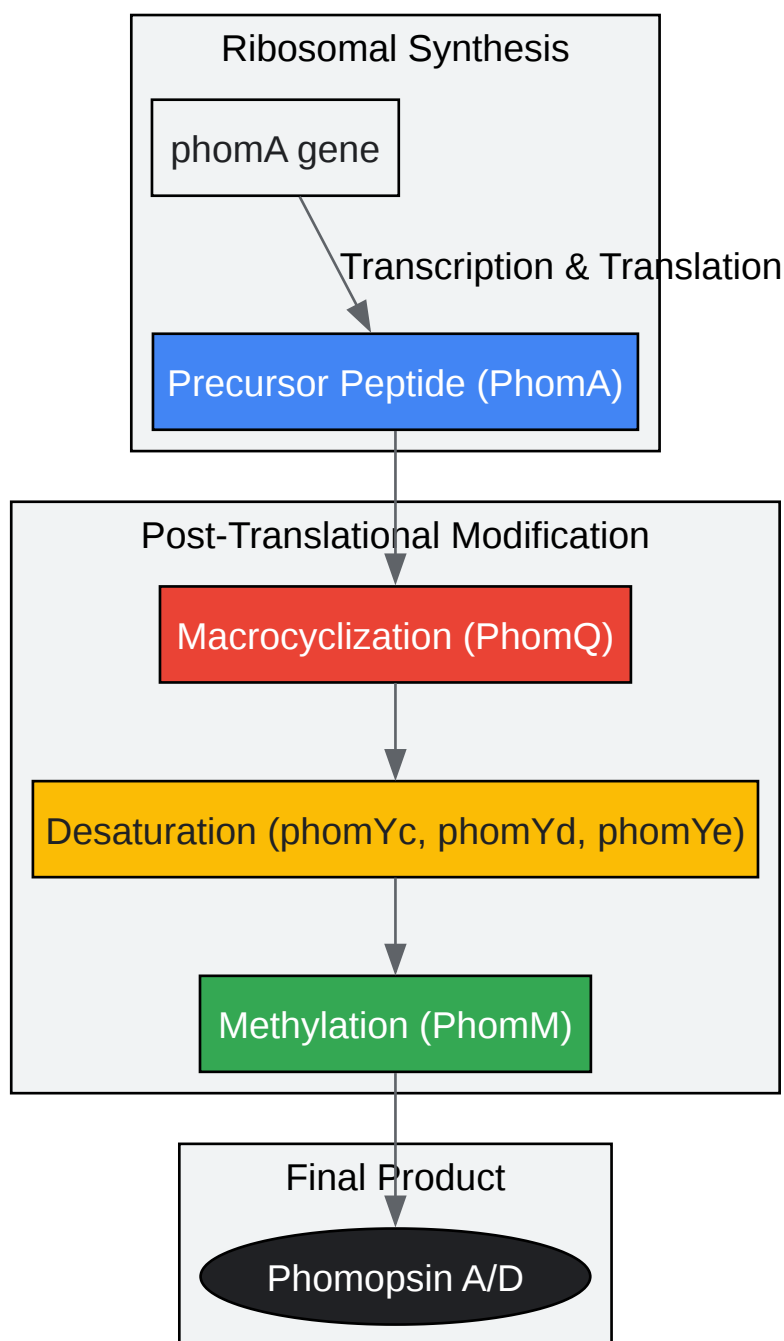 Ribosomal Synthesis
phomA gene
Transcription & Translation
Precursor Peptide (PhomA)
Post-Translational Modification
Macrocyclization (PhomQ)
Desaturation (phomYc, phomYd, phomYe)
Methylation (PhomM)
Final Product
Phomopsin A/D